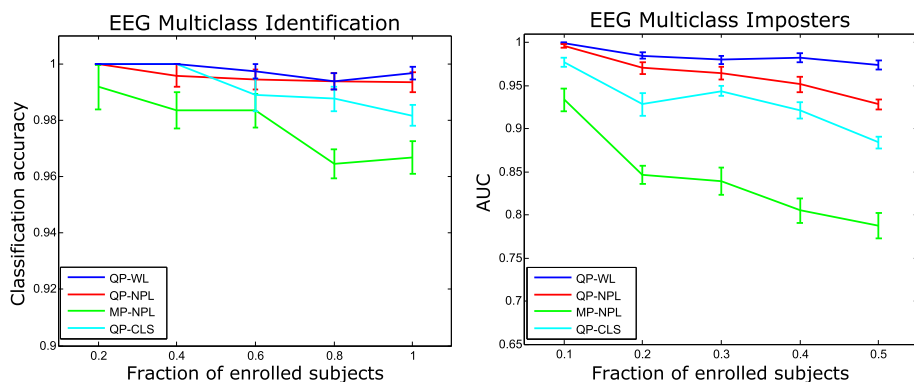 EEG Multiclass Identification
Classification accuracy
1
0.98
0.96
0.94
0.92
0.9
QP-WL
QP-NPL
MP-NPL
QP-CLS
0.2
0.4
0.6
0.8
1
Fraction of enrolled subjects
EEG Multiclass Imposters
AUC
1
0.95
0.9
0.85
0.8
0.75
0.7
0.65
QP-WL
QP-NPL
MP-NPL
QP-CLS
0.1
0.2
0.3
0.4
0.5
Fraction of enrolled subjects